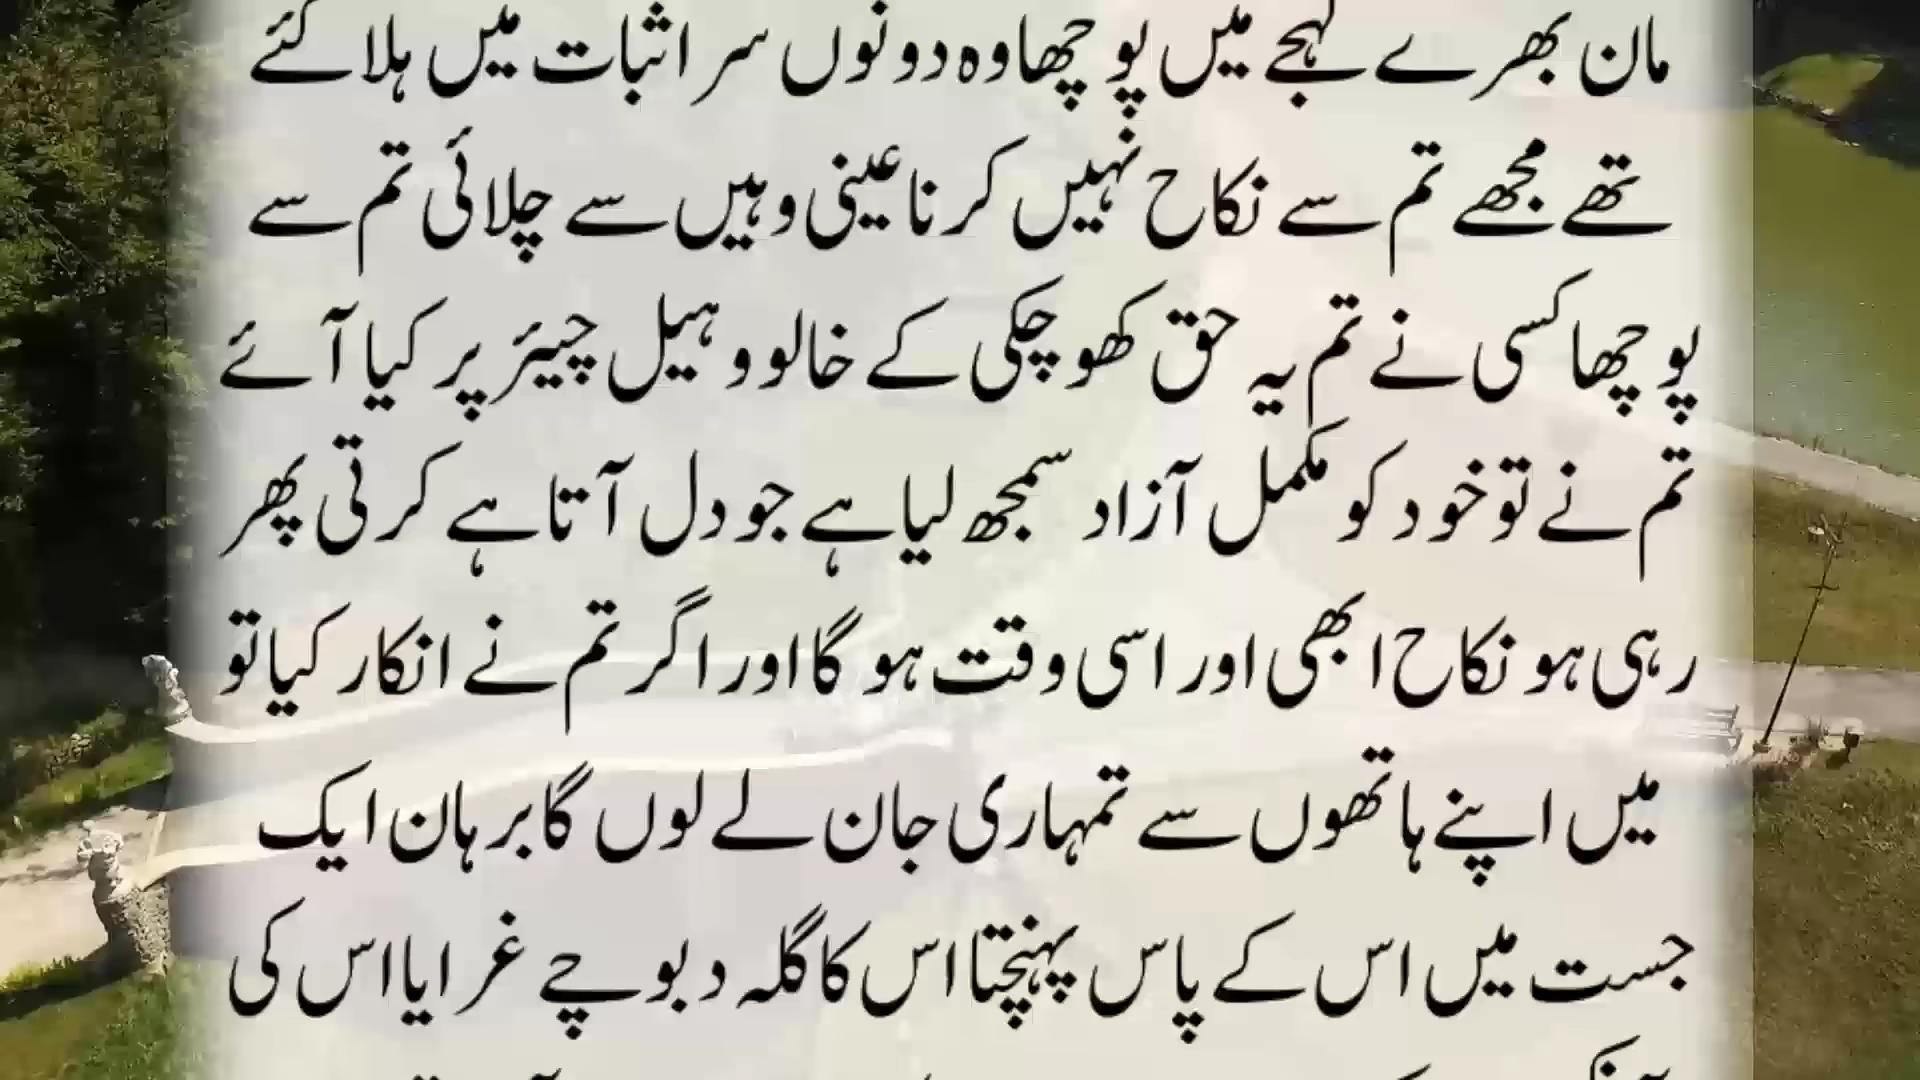 مان بھرے لہجے میں پوچھا وہ دونوں سر اثبات میں ہلا گئے
تھے مجھے تم سے نکاح نہیں کرنا عینی وہیں سے چلائی تم سے
پوچھا کسی نے تم یہ حق کھو چکی کے خالو وہیل چیئر پر کیا آئے
تم نے تو خود کو مکمل آزاد سمجھ لیا ہے جو دل آتا ہے کرتی پھر
رہی ہو نکاح ابھی اور اسی وقت ہو گا اور اگر تم نے انکار کیا تو
میں اپنے ہاتھوں سے تمہاری جان لے لوں گا برہان ایک
جست میں اس کے پاس پہنچتا اس کا گلہ دبوچے غرایا اس کی